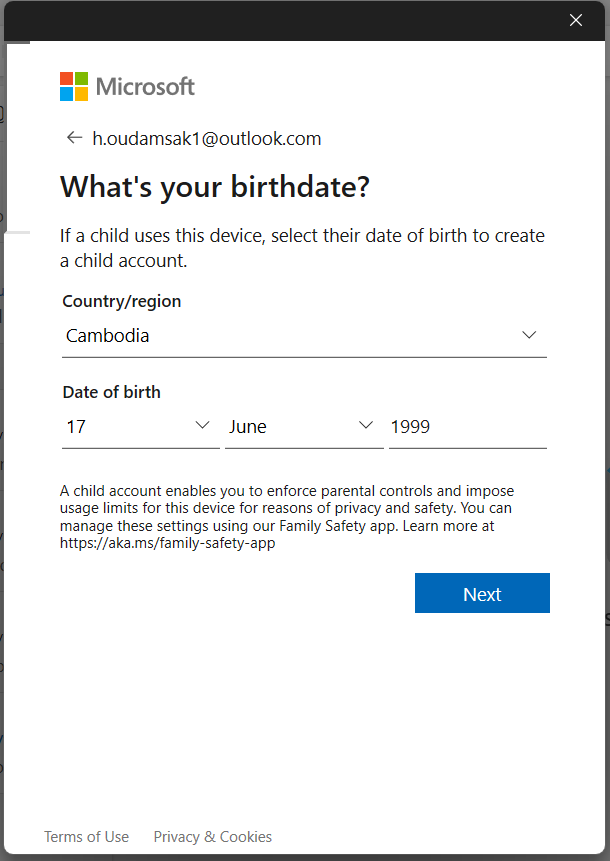 Microsoft
h.oudamsak1@outlook.com
What's your birthdate?
If a child uses this device, select their date of birth to create
a child account.
Country/region
Cambodia
Date of birth
17 June 1999
A child account enables you to enforce parental controls and impose
usage limits for this device for reasons of privacy and safety. You can
manage these settings using our Family Safety app. Learn more at
https://aka.ms/family-safety-app
Next
Terms of Use Privacy & Cookies